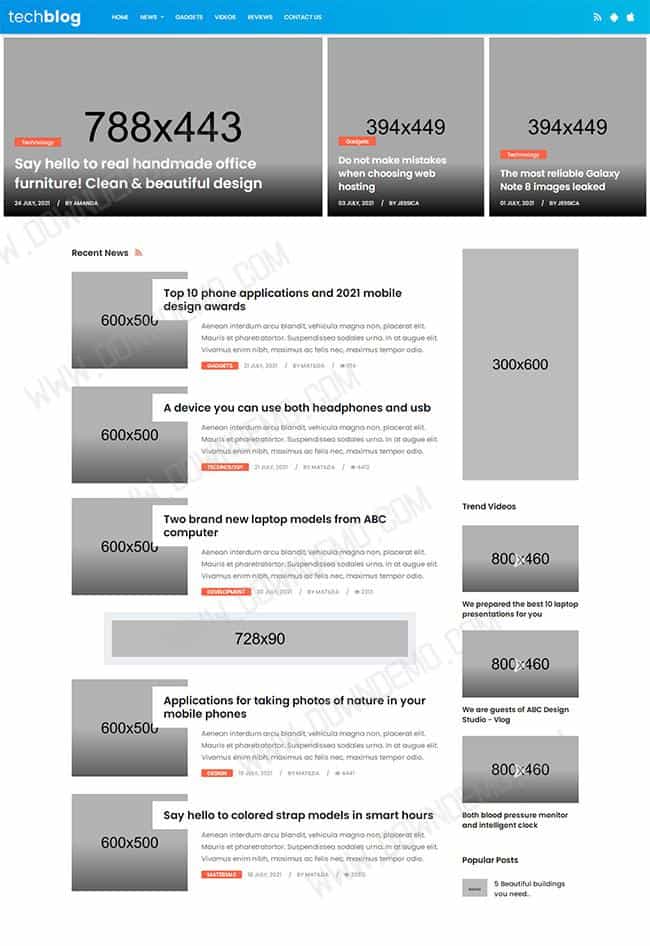 techblog
HOME NEWS GADGETS VIDEOS REVIEWS CONTACT US
788x443
Technology
Say hello to real handmade office
furniture! Clean & beautiful design
24 JULY, 2021 / BY AMANDA
394x449
Gadgets
Do not make mistakes
when choosing web
hosting
03 JULY, 2021 / BY JESSICA
394x449
Technology
The most reliable Galaxy
Note 8 images leaked
01 JULY, 2021 / BY JESSICA
Recent News
600x500
Top 10 phone applications and 2021 mobile
design awards
Aenean interdum arcu blandit, vehicula magna non, placerat elit.
Mauris et pharetratortor. Suspendissea sodales urna. In at augue elit.
Vivamus enim nibh, maximus ac felis nec, maximus tempor odio.
GADGETS 21 JULY, 2021 / BY MATILDA /
600x500
A device you can use both headphones and usb
Aenean interdum arcu blandit, vehicula magna non, placerat elit.
Mauris et pharetratortor. Suspendissea sodales urna. In at augue elit.
Vivamus enim nibh, maximus ac felis nec, maximus tempor odio.
TECHNOLOGY 21 JULY, 2021 / BY MATILDA / 4412
600x500
Two brand new laptop models from ABC
computer
Aenean interdum arcu blandit, vehicula magna non, placerat elit.
Mauris et pharetratortor. Suspendissea sodales urna. In at augue elit.
Vivamus enim nibh, maximus ac felis nec, maximus tempor odio.
DEVELOPMENT 20 JULY, 2021 / BY MATILDA / 2313
728x90
600x500
Applications for taking photos of nature in your
mobile phones
Aenean interdum arcu blandit, vehicula magna non, placerat elit.
Mauris et pharetratortor. Suspendissea sodales urna. In at augue elit.
Vivamus enim nibh, maximus ac felis nec, maximus tempor odio.
DESIGN 19 JULY, 2021 / BY MATILDA / 4441
600x500
Say hello to colored strap models in smart hours
Aenean interdum arcu blandit, vehicula magna non, placerat elit.
Mauris et pharetratortor. Suspendissea sodales urna. In at augue elit.
Vivamus enim nibh, maximus ac felis nec, maximus tempor odio.
MATERIALS 18 JULY, 2021 / BY MATILDA /
300x600
Trend Videos
800x460
We prepared the best 10 laptop
presentations for you
800x460
We are guests of ABC Design
Studio - Vlog
800x460
Both blood pressure monitor
and intelligent clock
Popular Posts
5 Beautiful buildings
you need..
WWW.DOWNDEMO.COM